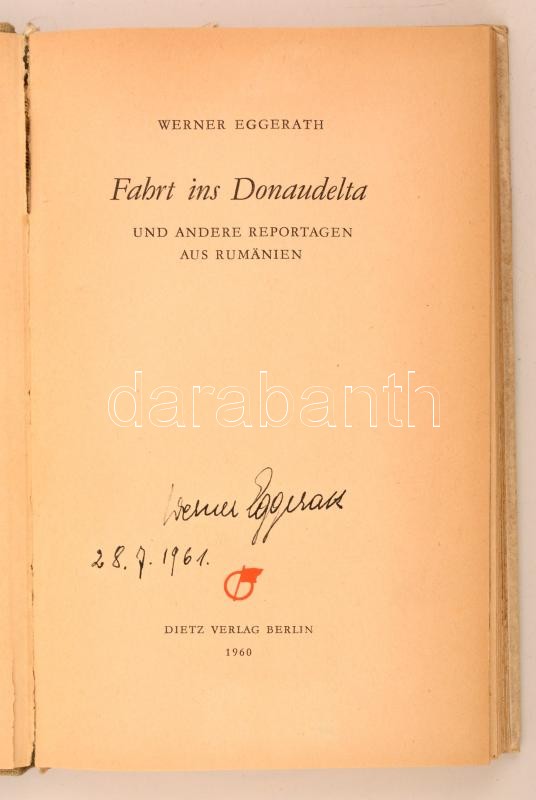 WERNER EGGERATH
Fahrt ins Donaudelta
UND ANDERE REPORTAGEN
AUS RUMÄNIEN
darabanth
Werner Eggerath
28. 7. 1961.
DIETZ VERLAG BERLIN
1960